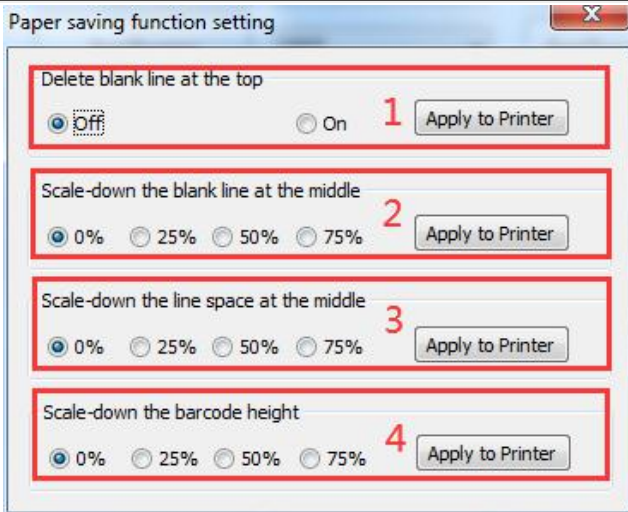 Paper saving function setting
X
Delete blank line at the top
Off On 1 Apply to Printer
Scale-down the blank line at the middle
0% 25% 50% 75% 2 Apply to Printer
Scale-down the line space at the middle
0% 25% 50% 75% 3 Apply to Printer
Scale-down the barcode height
0% 25% 50% 75% 4 Apply to Printer